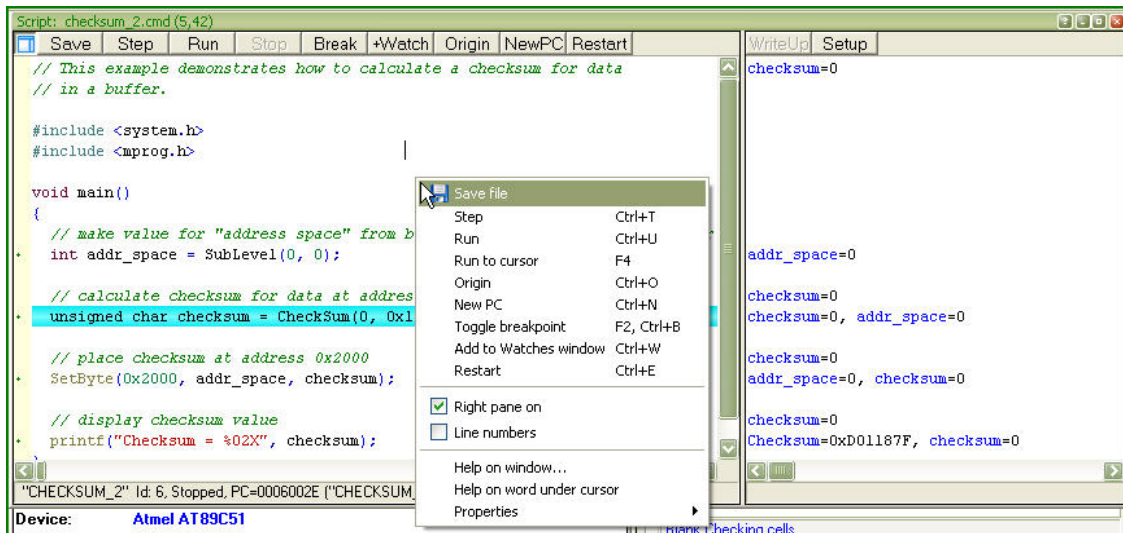 Script: checksum_2.cmd (5,42)
Save Step Run Stop Break +Watch Origin NewPC Restart WriteUp Setup
// This example demonstrates how to calculate a checksum for data
checksum=0
// in a buffer.
#include <system.h>
#include <mprog.h>
void main()
{
// make value for "address space" from b r
int addr_space = SubLevel(0, 0);
addr_space=0
// calculate checksum for data at addres
checksum=0
unsigned char checksum = CheckSum(0, 0x1
checksum=0, addr_space=0
// place checksum at address 0x2000
checksum=0
SetByte(0x2000, addr_space, checksum);
addr_space=0, checksum=0
// display checksum value
checksum=0
printf("Checksum = %02X", checksum);
Checksum=0xD01187F, checksum=0
Save file
Step Ctrl+T
Run Ctrl+U
Run to cursor F4
Origin Ctrl+O
New PC Ctrl+N
Toggle breakpoint F2, Ctrl+B
Add to Watches window Ctrl+W
Restart Ctrl+E
Right pane on
Line numbers
Help on window...
Help on word under cursor
Properties
"CHECKSUM_2" Id: 6, Stopped, PC=0006002E ("CHECKSUM_
Device: Atmel AT89C51
Blank Checking cells